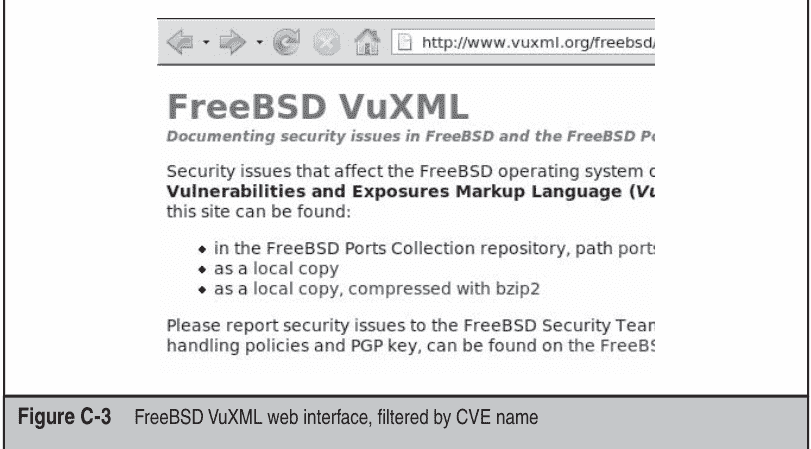 http://www.vuxml.org/freebsd/
FreeBSD VuXML
Documenting security issues in FreeBSD and the FreeBSD
Security issues that affect the FreeBSD operating system
Vulnerabilities and Exposures Markup Language
this site can be found:
in the FreeBSD Ports Collection repository, path ports
as a local copy
as a local copy, compressed with bzip2
Please report security issues to the FreeBSD Security
handling policies and PGP key, can be found on the
Figure C-3 FreeBSD VuXML web interface, filtered by CVE name